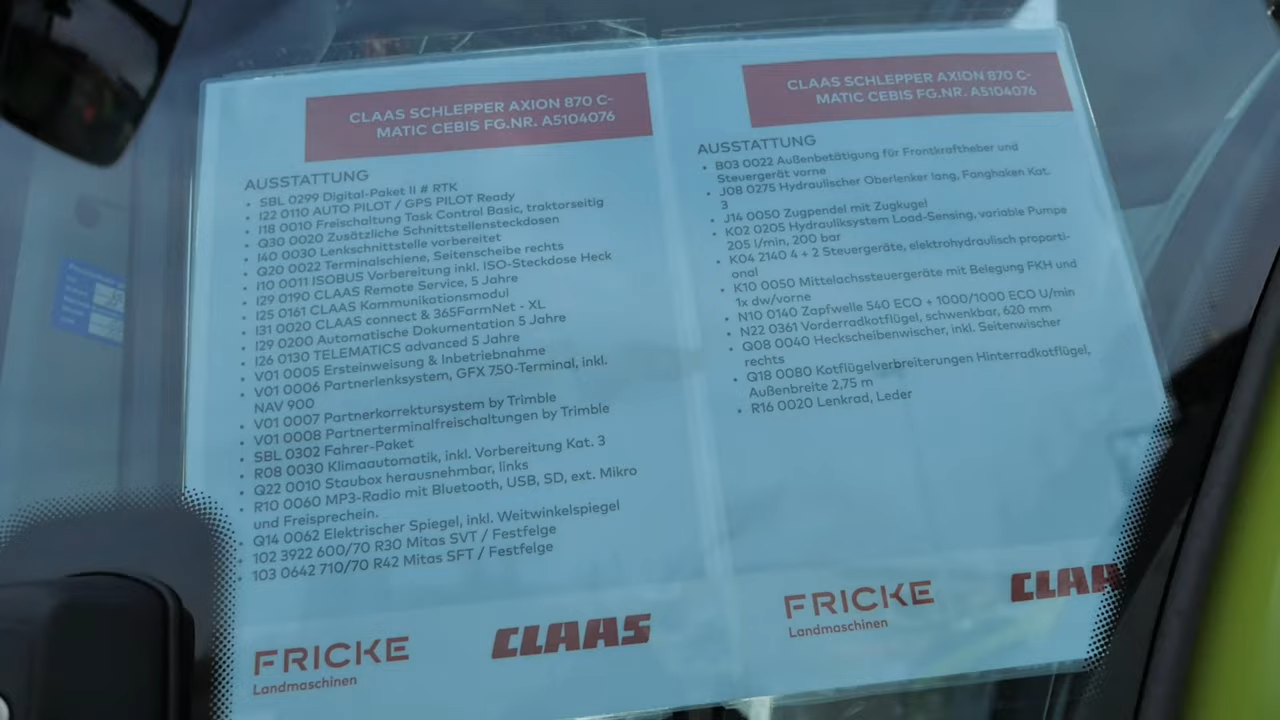 CLAAS SCHLEPPER AXION 870 C-
MATIC CEBIS FG.NR. A5104076
AUSSTATTUNG
• SBL 0299 Digital-Paket II # RTK
• I22 0110 AUTO PILOT / GPS PILOT Ready
• I18 0010 Freischaltung Task Control Basic, traktorseitig
• Q30 0020 Zusätzliche Schnittstellensteckdosen
• I40 0030 Lenkschnittstelle vorbereitet
• Q20 0022 Terminalschiene, Seitenscheibe rechts
• I10 0011 ISOBUS Vorbereitung inkl. ISO-Steckdose Heck
• I29 0190 CLAAS Remote Service, 5 Jahre
• I25 0161 CLAAS Kommunikationsmodul
• I31 0020 CLAAS connect & 365FarmNet - XL
• I29 0200 Automatische Dokumentation 5 Jahre
• I26 0130 TELEMATICS advanced 5 Jahre
• V01 0005 Ersteinweisung & Inbetriebnahme
• V01 0006 Partnerlenksystem, GFX 750-Terminal, inkl.
NAV 900
• V01 0007 Partnerkorrektursystem by Trimble
• V01 0008 Partnerterminalfreischaltungen by Trimble
• SBL 0302 Fahrer-Paket
• R08 0030 Klimaautomatik, inkl. Vorbereitung Kat. 3
• Q22 0010 Staubox herausnehmbar, links
• R10 0060 MP3-Radio mit Bluetooth, USB, SD, ext. Mikro
und Freisprechein.
• Q14 0062 Elektrischer Spiegel, inkl. Weitwinkelspiegel
• 102 3922 600/70 R30 Mitas SVT / Festfelge
• 103 0642 710/70 R42 Mitas SFT / Festfelge
FRICKE
Landmaschinen
CLAAS
CLAAS SCHLEPPER AXION 870 C-
MATIC CEBIS FG.NR. A5104076
AUSSTATTUNG
• B03 0022 Außenbetätigung für Frontkraftheber und
Steuergerät vorne
• J08 0275 Hydraulischer Oberlenker lang, Fanghaken Kat.
3
• J14 0050 Zugpendel mit Zugkugel
• K02 0205 Hydrauliksystem Load-Sensing, variable Pumpe
205 l/min, 200 bar
• K04 2140 4 + 2 Steuergeräte, elektrohydraulisch proparti-
onal
• K10 0050 Mittelachssteuergeräte mit Belegung FKH und
1x dw/vorne
• N10 0140 Zapfwelle 540 ECO + 1000/1000 ECO U/min
• N22 0361 Vorderradkotflügel, schwenkbar, 620 mm
• Q08 0040 Heckscheibenwischer, inkl. Seitenwischer
rechts
• Q18 0080 Kotflügelverbreiterungen Hinterradkotflügel,
Außenbreite 2,75 m
• R16 0020 Lenkrad, Leder
FRICKE
Landmaschinen
CLAA